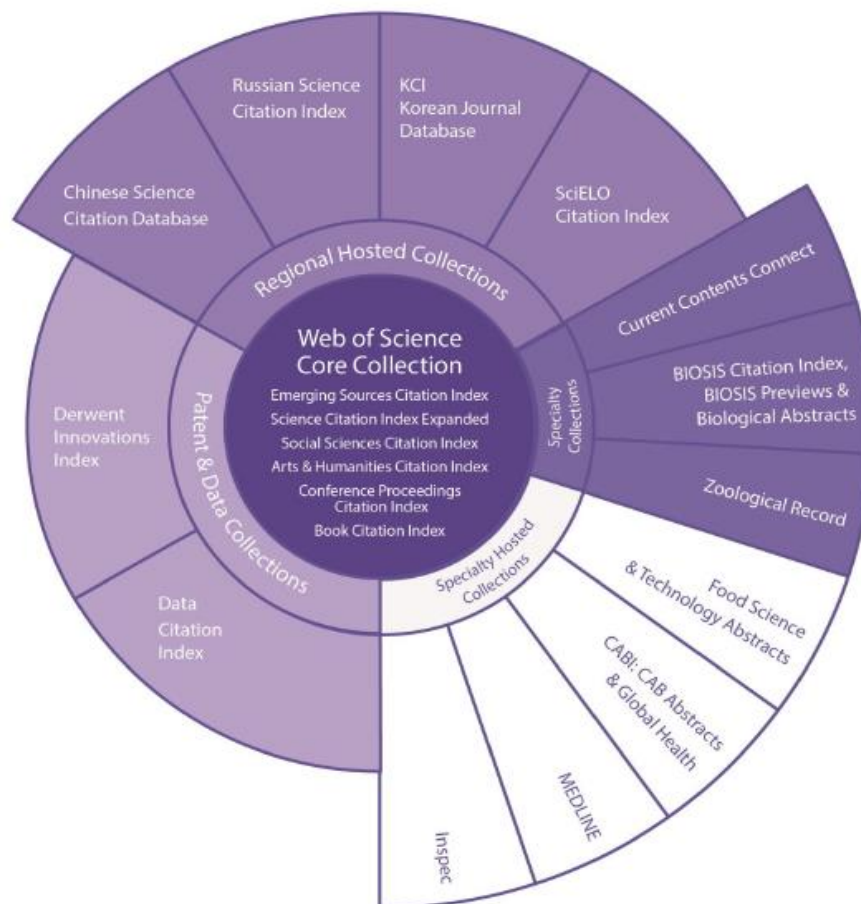 Russian Science
Citation Index
KCI
Korean Journal
Database
Chinese Science
Citation Database
SciELO
Citation Index
Regional Hosted Collections
Current Contents Connect
BIOSIS Citation Index,
BIOSIS Previews &
Biological Abstracts
Zoological Record
Specialty
Collections
Web of Science
Core Collection
Emerging Sources Citation Index
Science Citation Index Expanded
Social Sciences Citation Index
Arts & Humanities Citation Index
Conference Proceedings
Citation Index
Book Citation Index
Derwent
Innovations
Index
Patent & Data Collections
Data
Citation
Index
Specialty Hosted
Collections
Food Science
& Technology Abstracts
CABI: CAB Abstracts
& Global Health
MEDLINE
Inspec